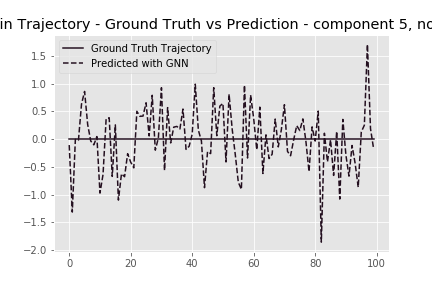 in Trajectory - Ground Truth vs Prediction - component 5, no
Ground Truth Trajectory
Predicted with GNN
1.5
1.0
0.5
0.0
−0.5
−1.0
−1.5
−2.0
0 20 40 60 80 100